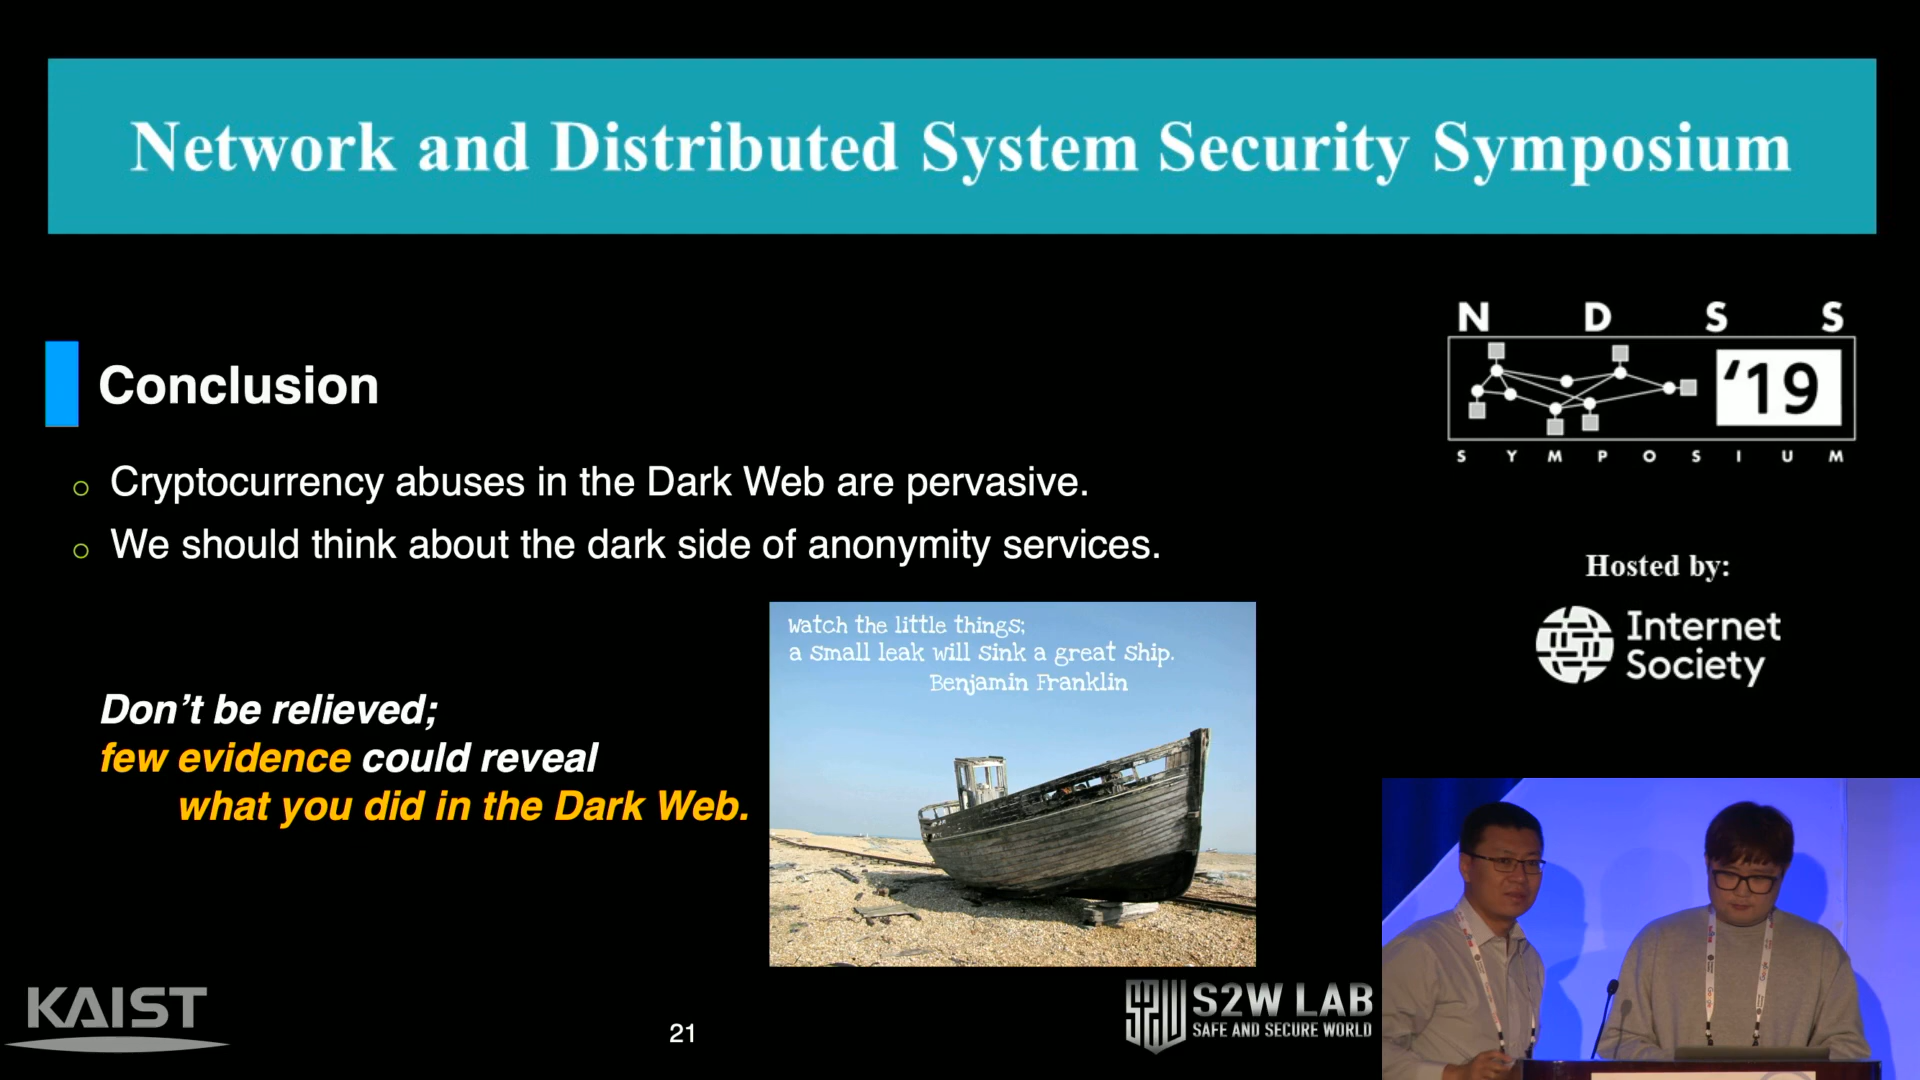 Network and Distributed System Security Symposium
N D S S
'19
S Y M P O S I U M
Conclusion
Cryptocurrency abuses in the Dark Web are pervasive.
We should think about the dark side of anonymity services.
Hosted by:
Internet
Society
watch the little things;
a small leak will sink a great ship.
Benjamin Franklin
Don't be relieved;
few evidence could reveal
what you did in the Dark Web.
KAIST
21
S2W LAB
SAFE AND SECURE WORLD